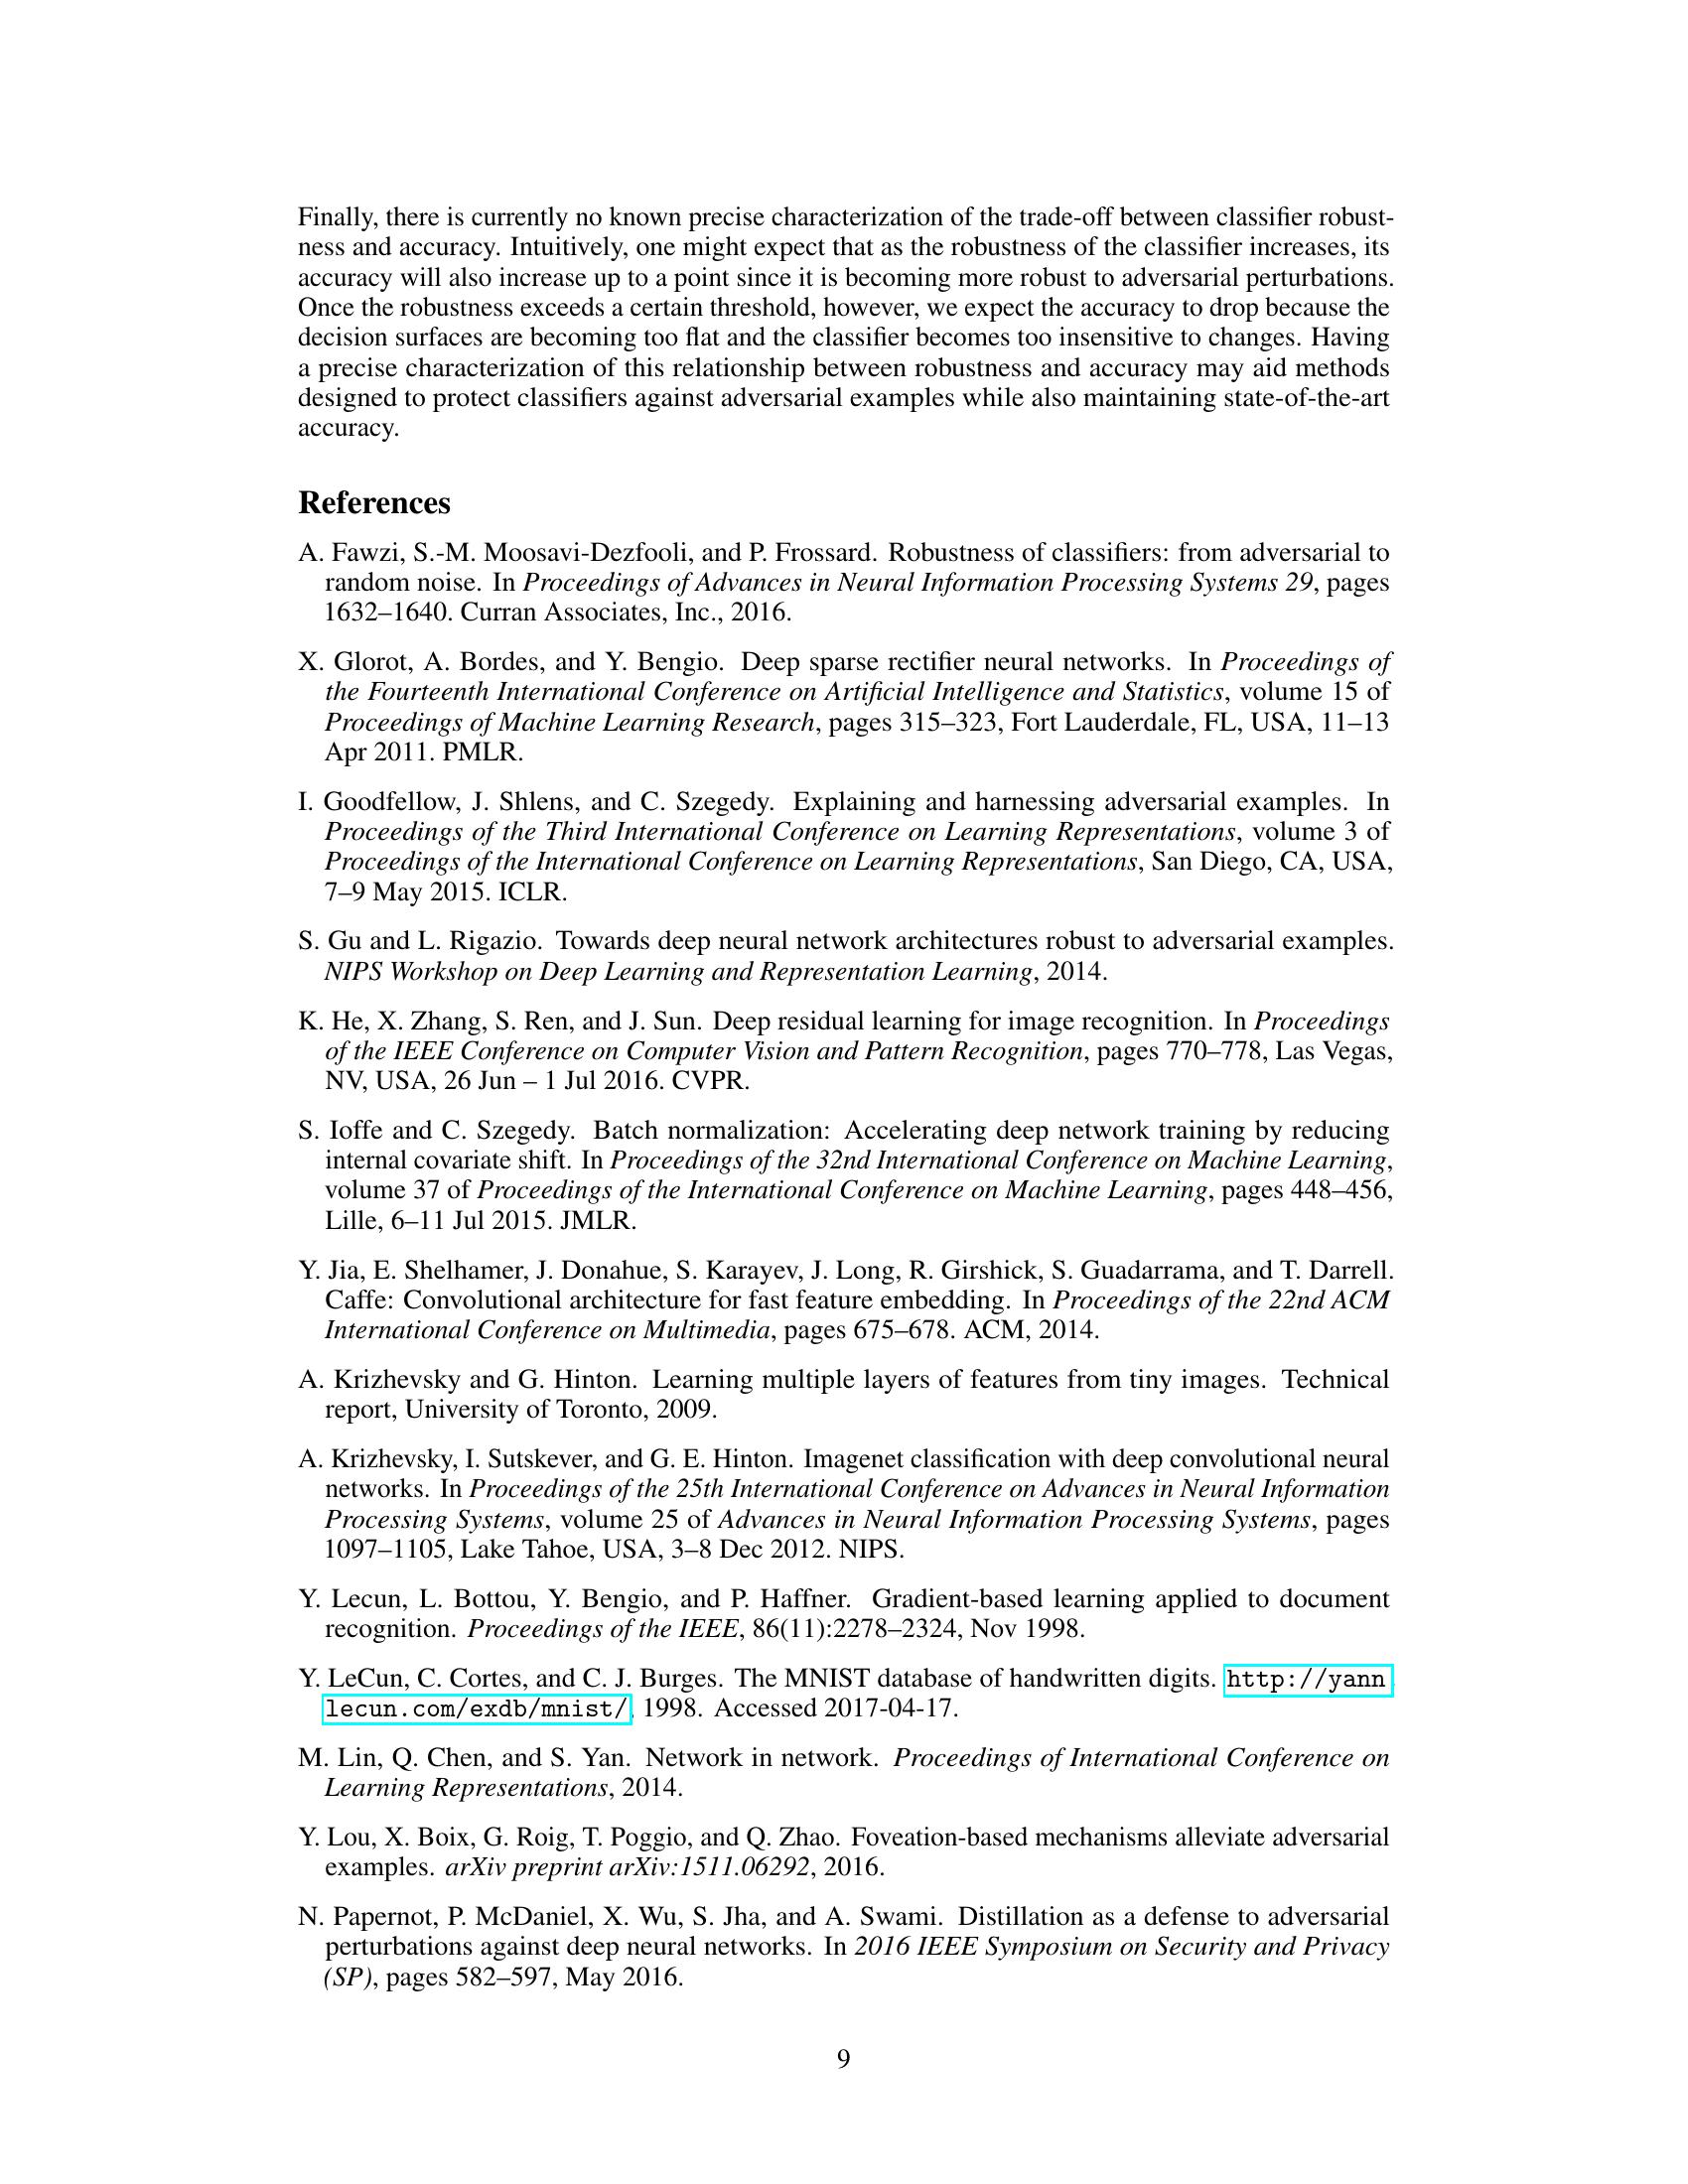 Finally, there is currently no known precise characterization of the trade-off between classifier robust-
ness and accuracy. Intuitively, one might expect that as the robustness of the classifier increases, its
accuracy will also increase up to a point since it is becoming more robust to adversarial perturbations.
Once the robustness exceeds a certain threshold, however, we expect the accuracy to drop because the
decision surfaces are becoming too flat and the classifier becomes too insensitive to changes. Having
a precise characterization of this relationship between robustness and accuracy may aid methods
designed to protect classifiers against adversarial examples while also maintaining state-of-the-art
accuracy.
References
A. Fawzi, S.-M. Moosavi-Dezfooli, and P. Frossard. Robustness of classifiers: from adversarial to
random noise. In Proceedings of Advances in Neural Information Processing Systems 29, pages
1632–1640. Curran Associates, Inc., 2016.
X. Glorot, A. Bordes, and Y. Bengio. Deep sparse rectifier neural networks. In Proceedings of
the Fourteenth International Conference on Artificial Intelligence and Statistics, volume 15 of
Proceedings of Machine Learning Research, pages 315–323, Fort Lauderdale, FL, USA, 11–13
Apr 2011. PMLR.
I. Goodfellow, J. Shlens, and C. Szegedy. Explaining and harnessing adversarial examples. In
Proceedings of the Third International Conference on Learning Representations, volume 3 of
Proceedings of the International Conference on Learning Representations, San Diego, CA, USA,
7–9 May 2015. ICLR.
S. Gu and L. Rigazio. Towards deep neural network architectures robust to adversarial examples.
NIPS Workshop on Deep Learning and Representation Learning, 2014.
K. He, X. Zhang, S. Ren, and J. Sun. Deep residual learning for image recognition. In Proceedings
of the IEEE Conference on Computer Vision and Pattern Recognition, pages 770–778, Las Vegas,
NV, USA, 26 Jun – 1 Jul 2016. CVPR.
S. Ioffe and C. Szegedy. Batch normalization: Accelerating deep network training by reducing
internal covariate shift. In Proceedings of the 32nd International Conference on Machine Learning,
volume 37 of Proceedings of the International Conference on Machine Learning, pages 448–456,
Lille, 6–11 Jul 2015. JMLR.
Y. Jia, E. Shelhamer, J. Donahue, S. Karayev, J. Long, R. Girshick, S. Guadarrama, and T. Darrell.
Caffe: Convolutional architecture for fast feature embedding. In Proceedings of the 22nd ACM
International Conference on Multimedia, pages 675–678. ACM, 2014.
A. Krizhevsky and G. Hinton. Learning multiple layers of features from tiny images. Technical
report, University of Toronto, 2009.
A. Krizhevsky, I. Sutskever, and G. E. Hinton. Imagenet classification with deep convolutional neural
networks. In Proceedings of the 25th International Conference on Advances in Neural Information
Processing Systems, volume 25 of Advances in Neural Information Processing Systems, pages
1097–1105, Lake Tahoe, USA, 3–8 Dec 2012. NIPS.
Y. Lecun, L. Bottou, Y. Bengio, and P. Haffner. Gradient-based learning applied to document
recognition. Proceedings of the IEEE, 86(11):2278–2324, Nov 1998.
Y. LeCun, C. Cortes, and C. J. Burges. The MNIST database of handwritten digits. http://yann.
lecun.com/exdb/mnist/, 1998. Accessed 2017-04-17.
M. Lin, Q. Chen, and S. Yan. Network in network. Proceedings of International Conference on
Learning Representations, 2014.
Y. Lou, X. Boix, G. Roig, T. Poggio, and Q. Zhao. Foveation-based mechanisms alleviate adversarial
examples. arXiv preprint arXiv:1511.06292, 2016.
N. Papernot, P. McDaniel, X. Wu, S. Jha, and A. Swami. Distillation as a defense to adversarial
perturbations against deep neural networks. In 2016 IEEE Symposium on Security and Privacy
(SP), pages 582–597, May 2016.
9